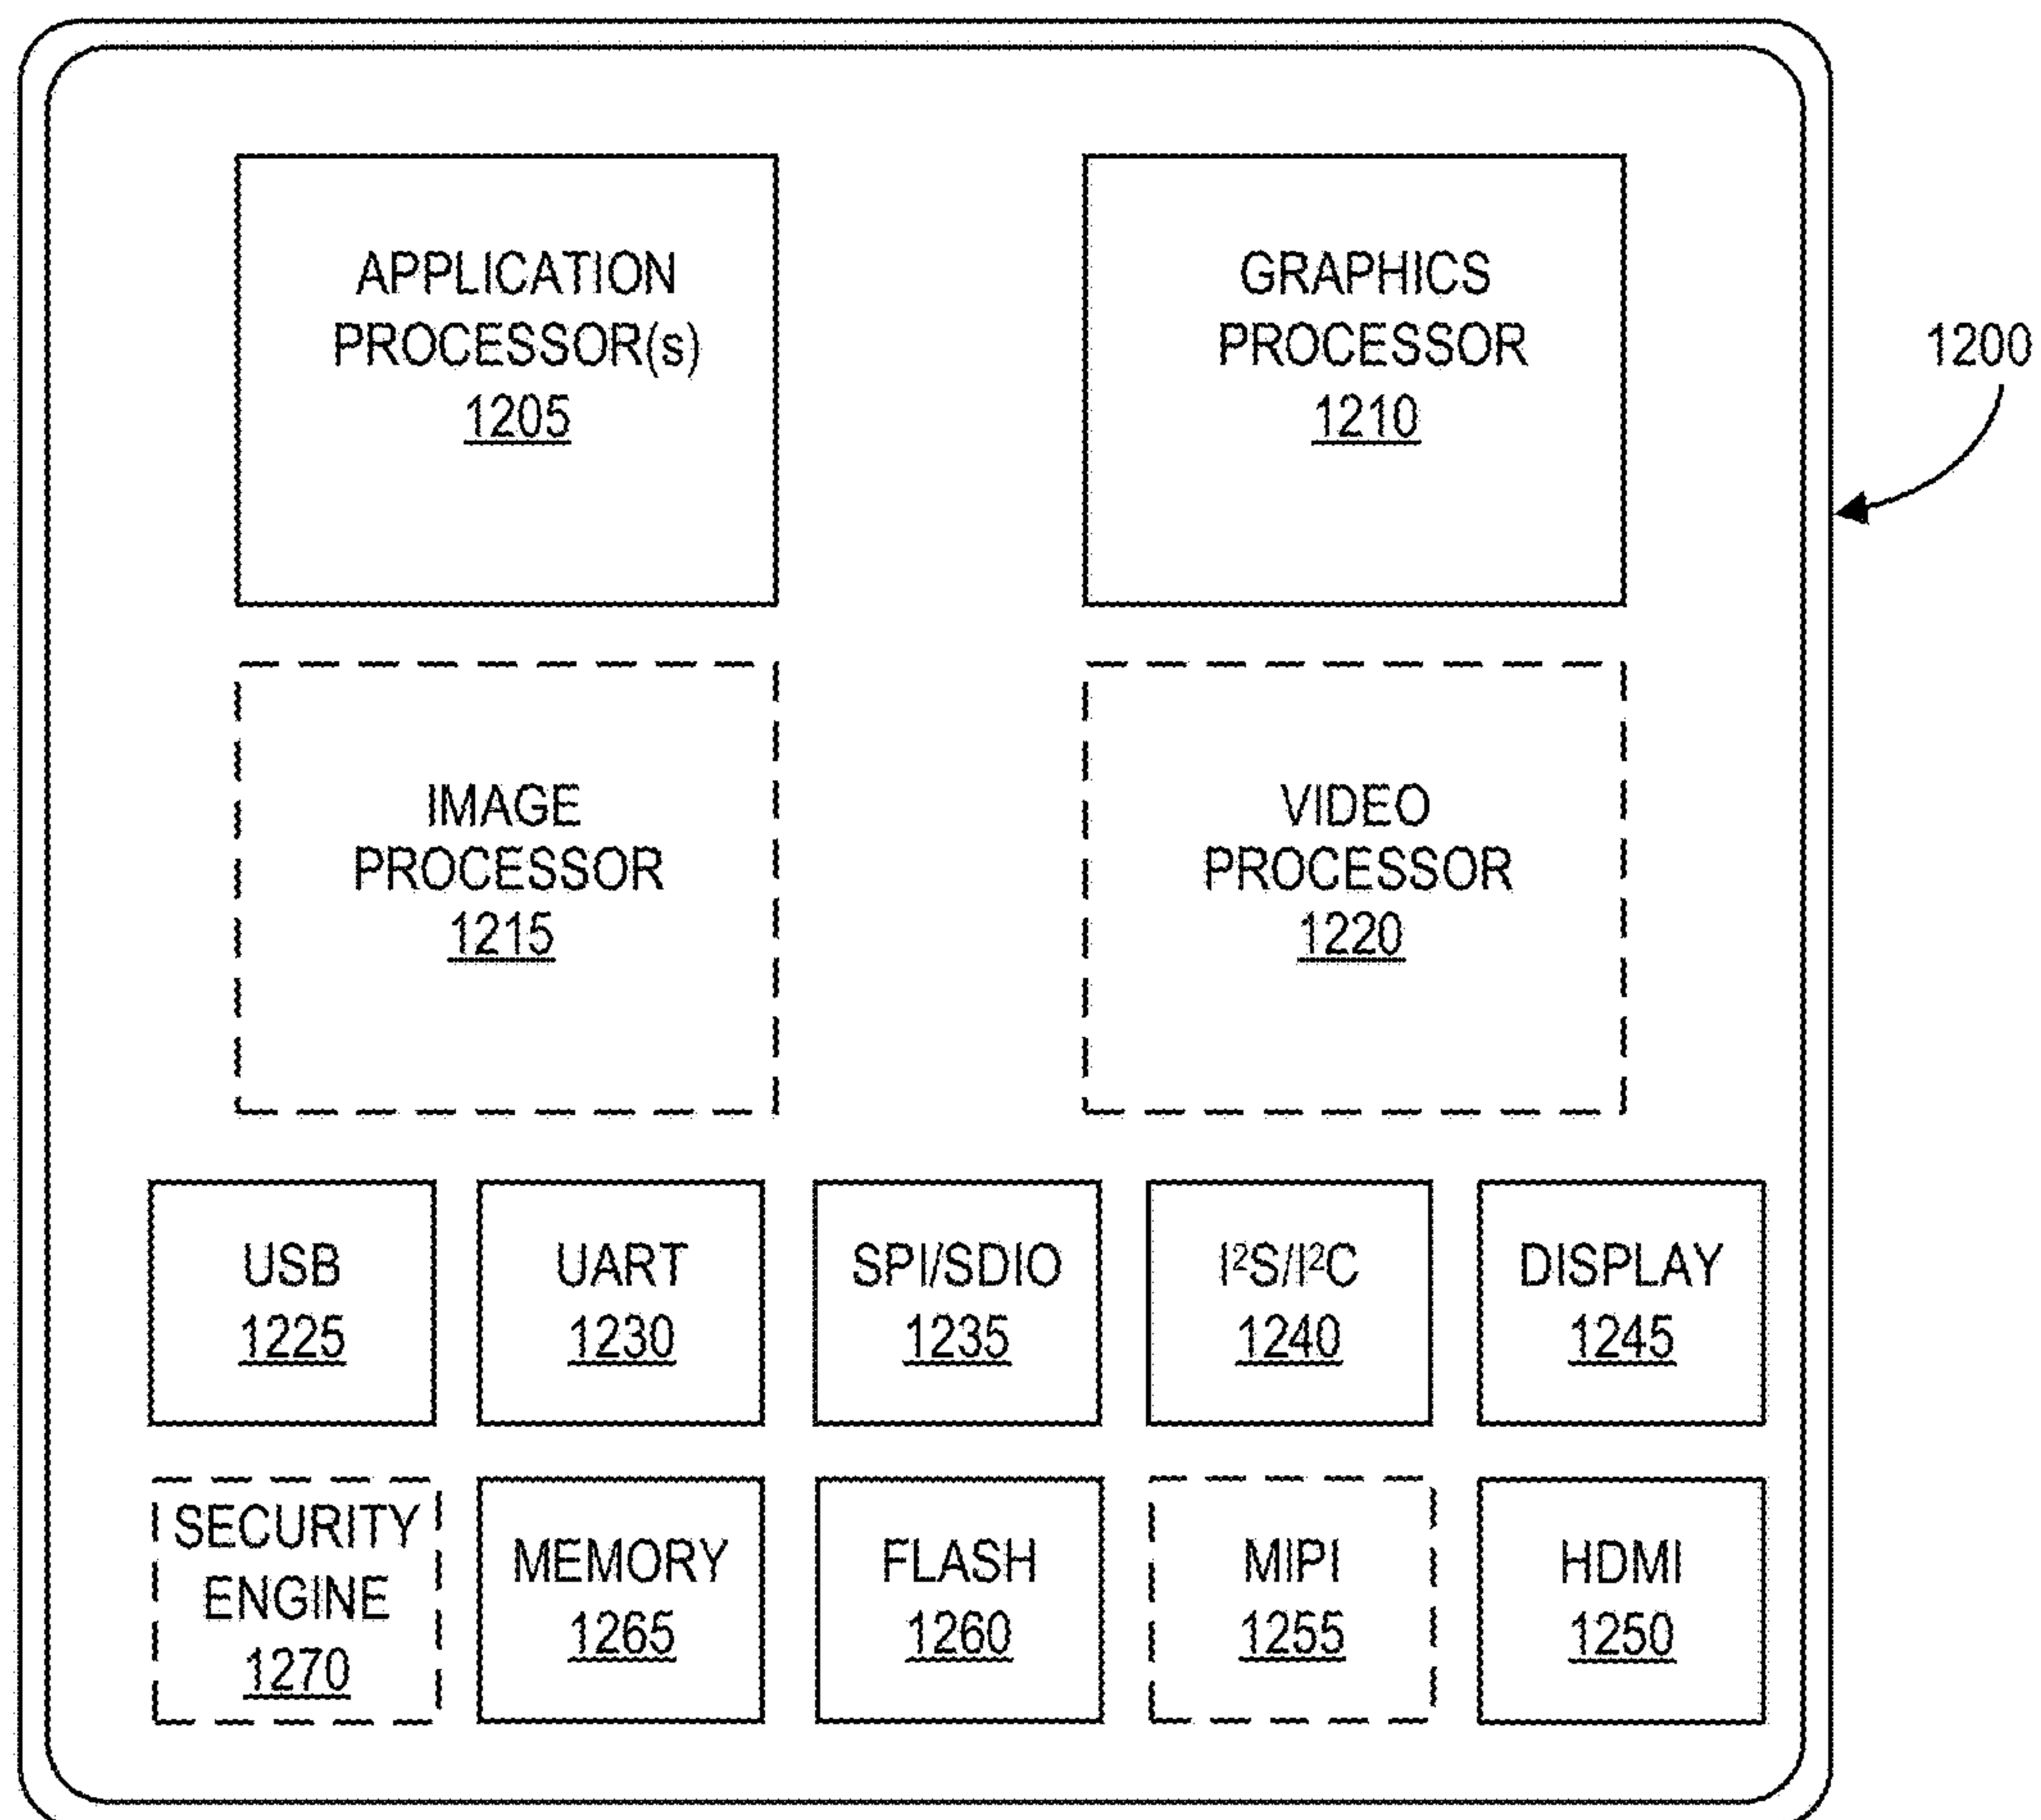 APPLICATION
PROCESSOR(s)
1205
GRAPHICS
PROCESSOR
1210
1200
IMAGE
PROCESSOR
1215
VIDEO
PROCESSOR
1220
USB
1225
UART
1230
SPI/SDIO
1235
I²S/I²C
1240
DISPLAY
1245
SECURITY
ENGINE
1270
MEMORY
1265
FLASH
1260
MIPI
1255
HDMI
1250